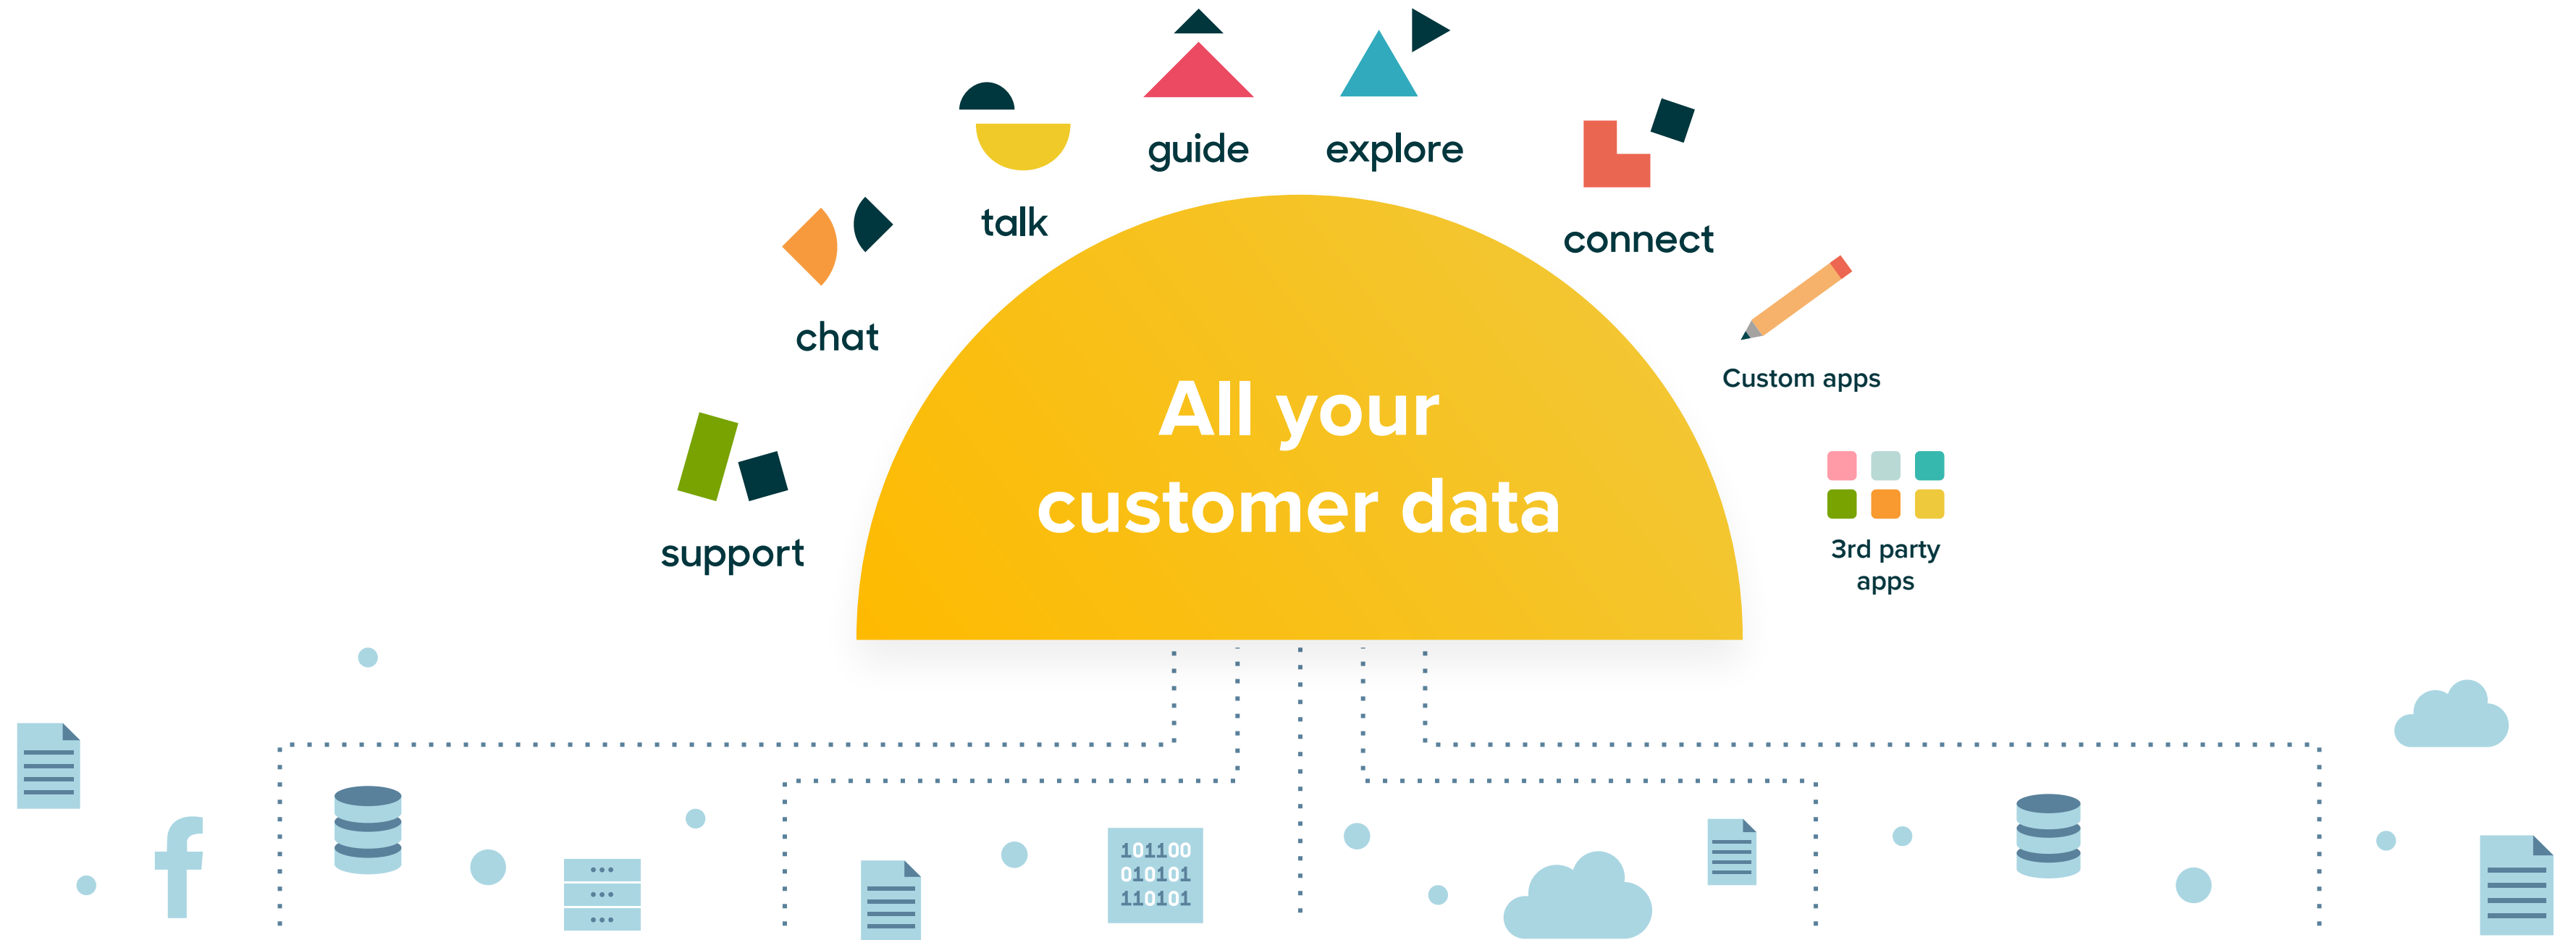 guide
explore
talk
connect
chat
Custom apps
support
3rd party
apps
All your
customer data
101100
010101
110101